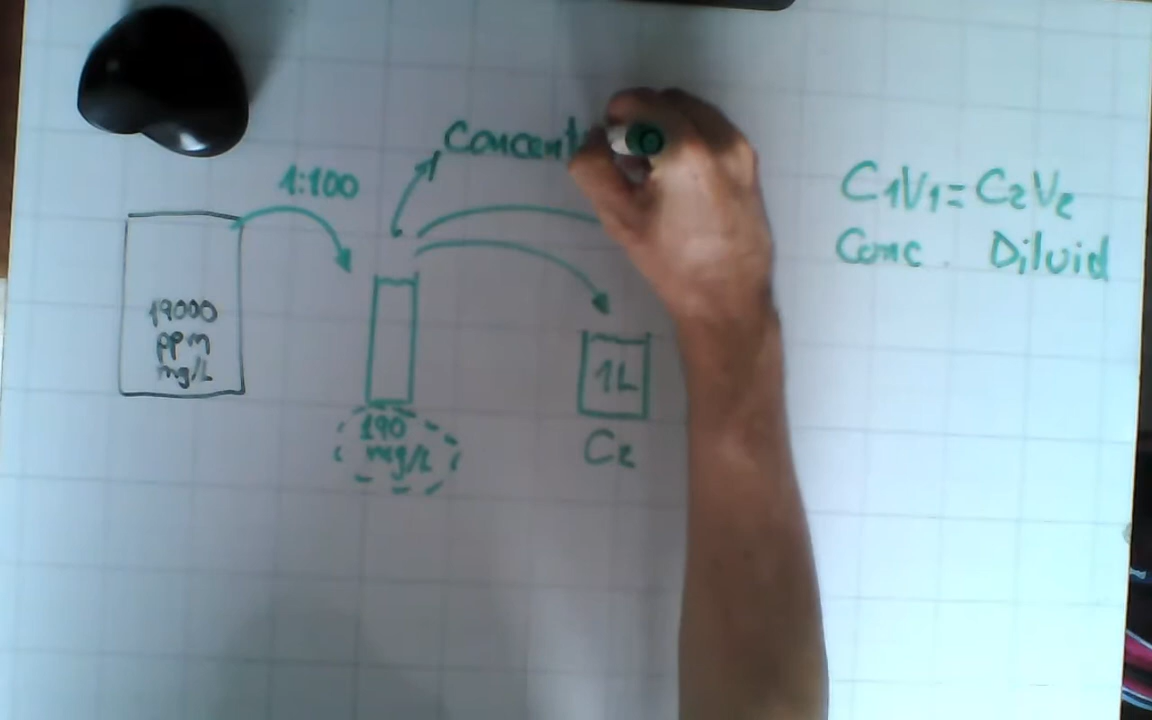 Concent
1:100
C1V1=C2V2
Conc. Diluid
19000
ppm
mg/L
1L
190
mg/L
C2